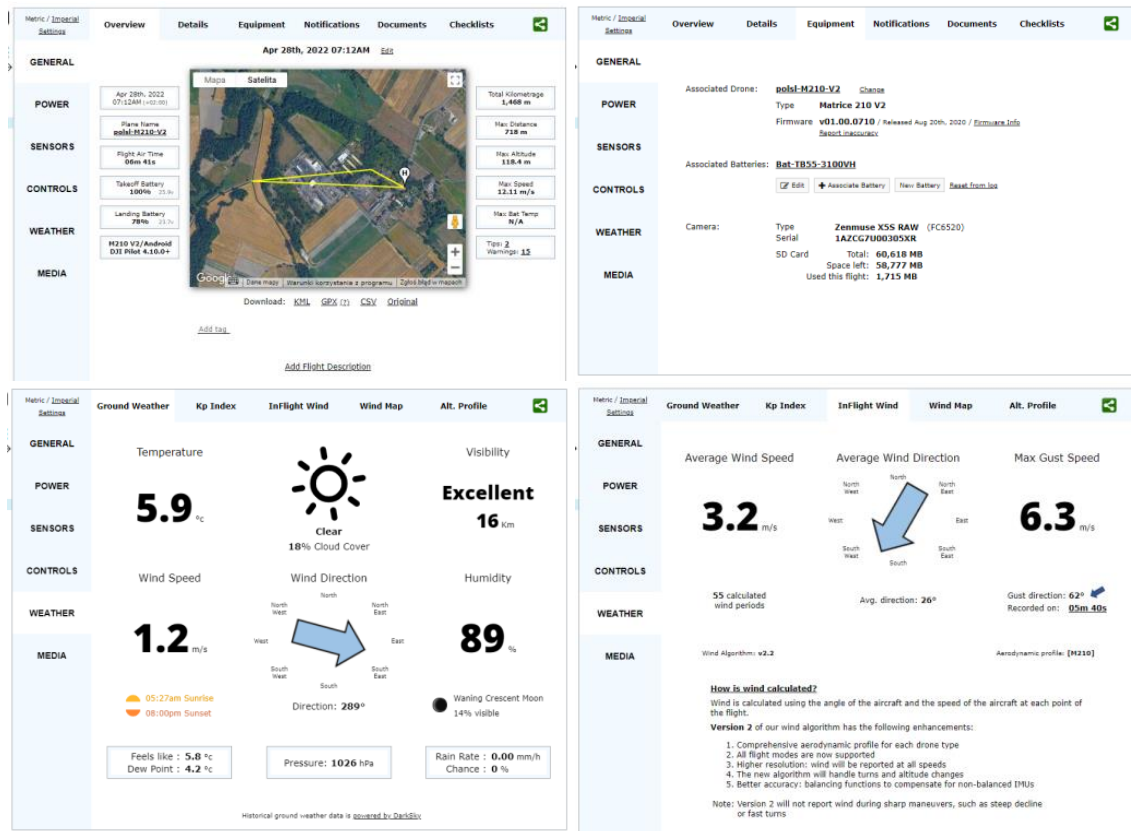 Metric / Imperial
Settings
Overview
Details
Equipment
Notifications
Documents
Checklists
GENERAL
POWER
SENSORS
CONTROLS
WEATHER
MEDIA
Apr 28th, 2022 07:12AM Edit
Apr 28th, 2022
07:12AM (+02:00)
Plane Name
polsl-M210-V2
Flight Air Time
06m 41s
Takeoff Battery
100% 25.9v
Landing Battery
78% 23.7v
M210 V2/Android
DJI Pilot 4.10.0+
Mapa Satelita
H
Google
Dane mapy
Warunki korzystania z programu
Zgłoś błąd w mapach
Total Kilometrage
1,468 m
Max Distance
718 m
Max Altitude
118.4 m
Max Speed
12.11 m/s
Max Bat Temp
N/A
Tips: 2
Warnings: 15
Download: KML GPX (?) CSV Original
Add tag
Add Flight Description
Metric / Imperial
Settings
Overview
Details
Equipment
Notifications
Documents
Checklists
GENERAL
POWER
SENSORS
CONTROLS
WEATHER
MEDIA
Associated Drone: polsl-M210-V2 Change
Type Matrice 210 V2
Firmware v01.00.0710 / Released Aug 20th, 2020 / Firmware Info
Report inaccuracy
Associated Batteries: Bat-TB55-3100VH
Edit + Associate Battery New Battery Reset from log
Camera: Type Zenmuse X5S RAW (FC6520)
Serial 1AZCG7U00305XR
SD Card Total: 60,618 MB
Space left: 58,777 MB
Used this flight: 1,715 MB
Metric / Imperial
Settings
Ground Weather
Kp Index
InFlight Wind
Wind Map
Alt. Profile
GENERAL
POWER
SENSORS
CONTROLS
WEATHER
MEDIA
Temperature
5.9 °c
Clear
18% Cloud Cover
Visibility
Excellent
16 Km
Wind Speed
1.2 m/s
Wind Direction
North
North West
North East
West
East
South West
South East
South
Direction: 289°
Humidity
89 %
05:27am Sunrise
08:00pm Sunset
Waning Crescent Moon
14% visible
Feels like : 5.8 °c
Dew Point : 4.2 °c
Pressure: 1026 hPa
Rain Rate : 0.00 mm/h
Chance : 0 %
Historical ground weather data is powered by DarkSky
Metric / Imperial
Settings
Ground Weather
Kp Index
InFlight Wind
Wind Map
Alt. Profile
GENERAL
POWER
SENSORS
CONTROLS
WEATHER
MEDIA
Average Wind Speed
3.2 m/s
Average Wind Direction
North
North West
North East
West
East
South West
South East
South
Max Gust Speed
6.3 m/s
55 calculated
wind periods
Avg. direction: 26°
Gust direction: 62°
Recorded on: 05m 40s
Wind Algorithm: v2.2
Aerodynamic profile: [M210]
How is wind calculated?
Wind is calculated using the angle of the aircraft and the speed of the aircraft at each point of
the flight.
Version 2 of our wind algorithm has the following enhancements:
1. Comprehensive aerodynamic profile for each drone type
2. All flight modes are now supported
3. Higher resolution: wind will be reported at all speeds
4. The new algorithm will handle turns and altitude changes
5. Better accuracy: balancing functions to compensate for non-balanced IMUs
Note: Version 2 will not report wind during sharp maneuvers, such as steep decline
or fast turns